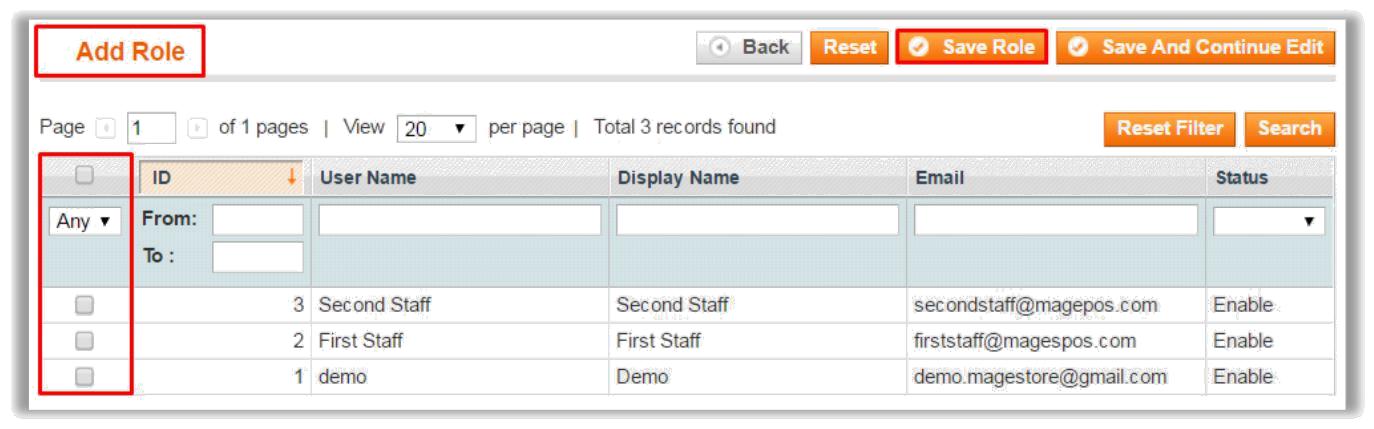 Add Role Back Reset Save Role Save And Continue Edit
Page 1 of 1 pages | View 20 per page | Total 3 records found Reset Filter Search
ID User Name Display Name Email Status
Any From:
To :
3 Second Staff Second Staff secondstaff@magepos.com Enable
2 First Staff First Staff firststaff@magespos.com Enable
1 demo Demo demo.magestore@gmail.com Enable